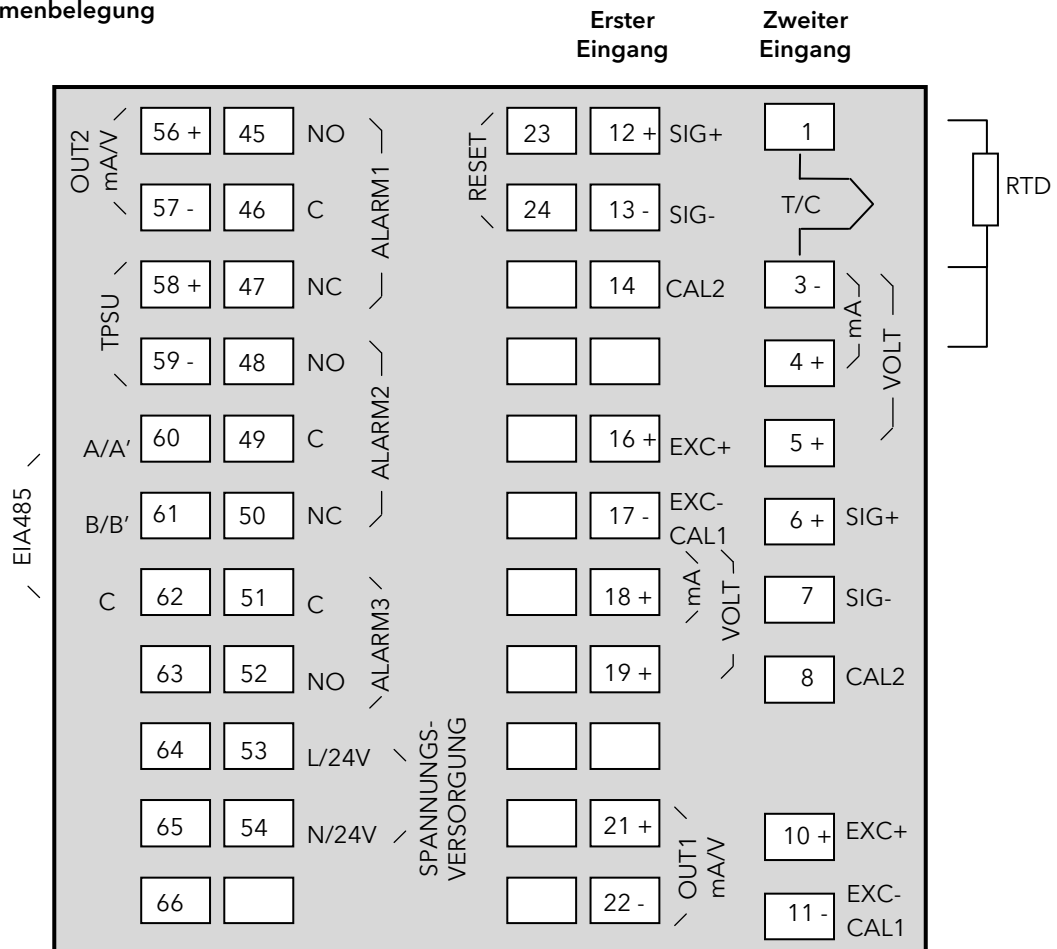 menbelegung
Erster
Eingang
Zweiter
Eingang
OUT2
mA/V
56 + 45 NO
57 - 46 C
ALARM1
TPSU
58 + 47 NC
59 - 48 NO
ALARM2
A/A' 60 49 C
EIA485
B/B' 61 50 NC
C 62 51 C
ALARM3
63 52 NO
64 53 L/24V
65 54 N/24V
SPANNUNGS-
VERSORGUNG
66
RESET
23 12 + SIG+
24 13 - SIG-
14 CAL2
16 + EXC+
17 - EXC-
CAL1
18 + mA
VOLT
19 +
21 +
22 -
OUT1
mA/V
1
T/C
3 -
mA
4 +
VOLT
5 +
6 + SIG+
7 SIG-
8 CAL2
10 + EXC+
11 - EXC-
CAL1
RTD